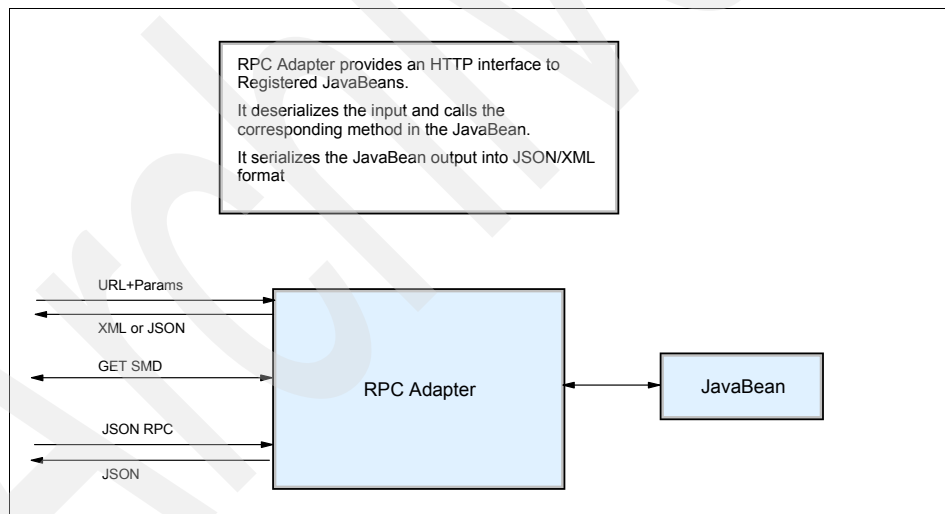 RPC Adapter provides an HTTP interface to
Registered JavaBeans.
It deserializes the input and calls the
corresponding method in the JavaBean.
It serializes the JavaBean output into JSON/XML
format
URL+Params
XML or JSON
GET SMD
JSON RPC
JSON
RPC Adapter
JavaBean